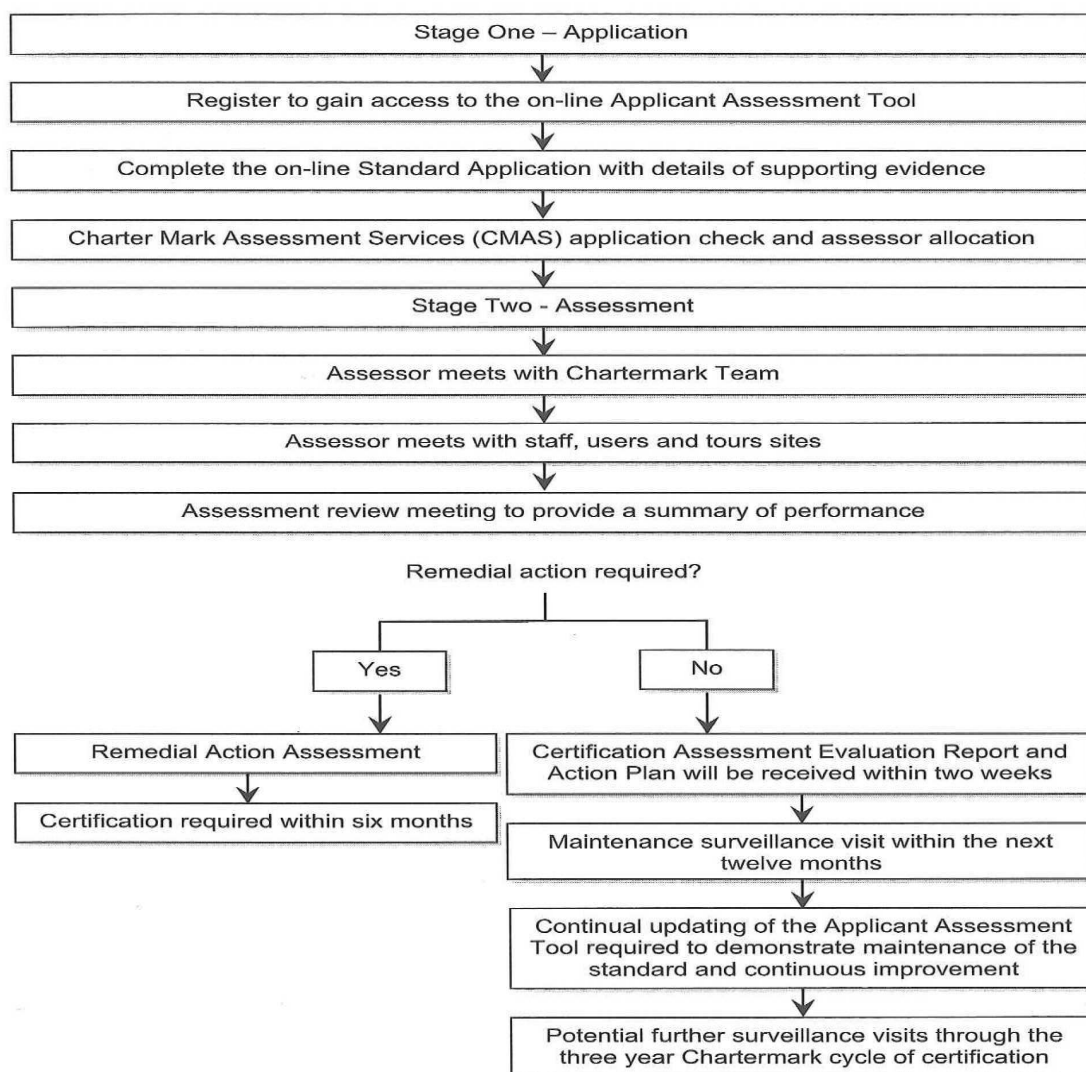 Stage One – Application
Register to gain access to the on-line Applicant Assessment Tool
Complete the on-line Standard Application with details of supporting evidence
Charter Mark Assessment Services (CMAS) application check and assessor allocation
Stage Two - Assessment
Assessor meets with Chartermark Team
Assessor meets with staff, users and tours sites
Assessment review meeting to provide a summary of performance
Remedial action required?
Yes
No
Remedial Action Assessment
Certification required within six months
Certification Assessment Evaluation Report and
Action Plan will be received within two weeks
Maintenance surveillance visit within the next
twelve months
Continual updating of the Applicant Assessment
Tool required to demonstrate maintenance of the
standard and continuous improvement
Potential further surveillance visits through the
three year Chartermark cycle of certification